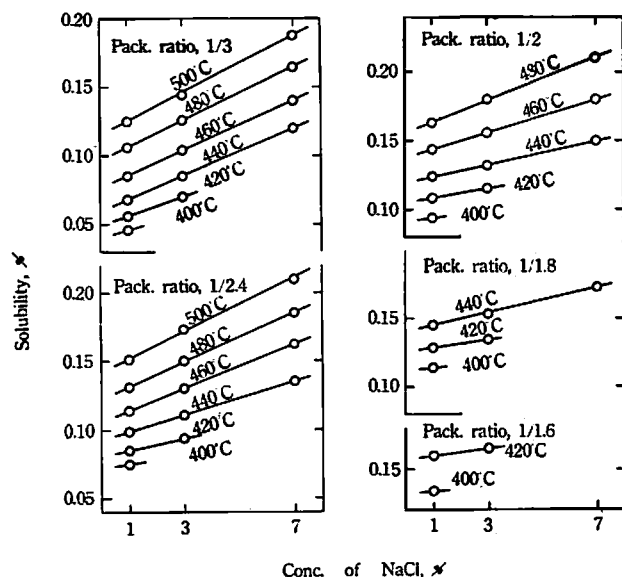 Solubility, %
0.20
0.15
0.10
0.05
Pack. ratio, 1/3
500°C
480°C
460°C
440°C
420°C
400°C
0.20
0.15
0.10
0.05
Pack. ratio, 1/2.4
500°C
480°C
460°C
440°C
420°C
400°C
1 3 7
0.20
0.15
0.10
Pack. ratio, 1/2
480°C
460°C
440°C
420°C
400°C
0.15
0.10
Pack. ratio, 1/1.8
440°C
420°C
400°C
0.15
Pack. ratio, 1/1.6
420°C
400°C
1 3 7
Conc. of NaCl, %